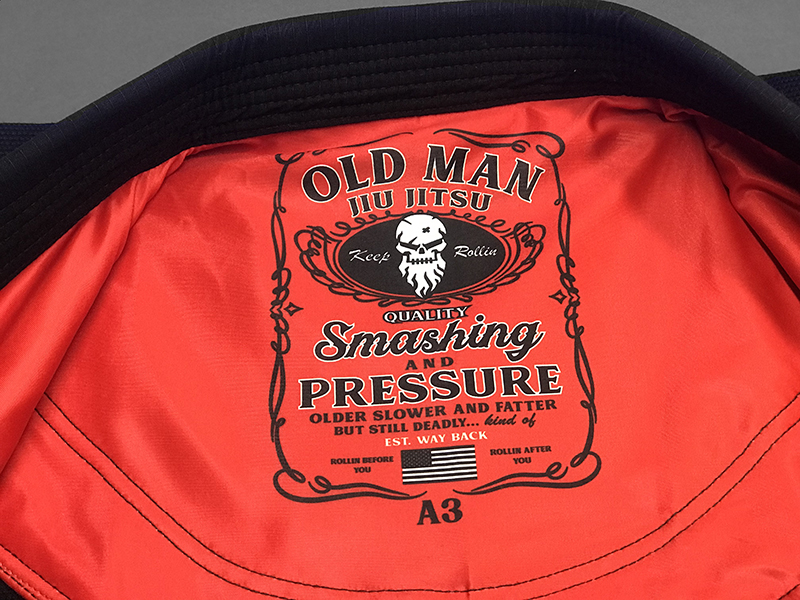 OLD MAN
JIU JITSU
Keep Rollin
QUALITY
Smashing
AND
PRESSURE
OLDER SLOWER AND FATTER
BUT STILL DEADLY... kind of
EST. WAY BACK
ROLLIN BEFORE
YOU
ROLLIN AFTER
YOU
A3